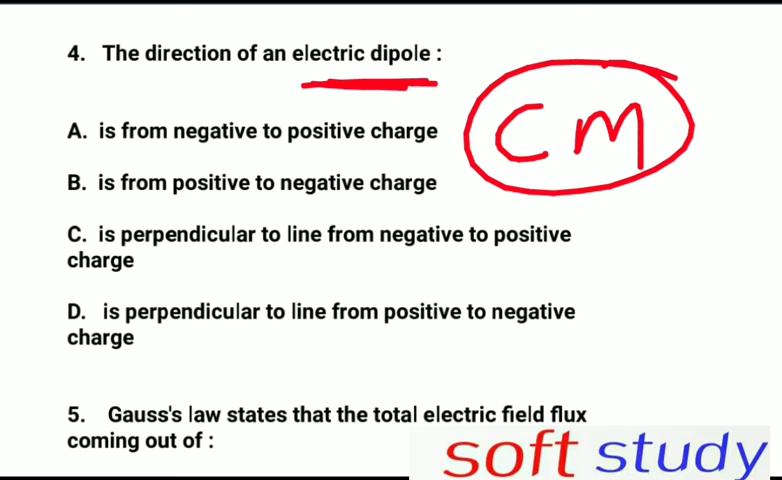 4. The direction of an electric dipole :
A. is from negative to positive charge
CM
B. is from positive to negative charge
C. is perpendicular to line from negative to positive
charge
D. is perpendicular to line from positive to negative
charge
5. Gauss's law states that the total electric field flux
coming out of :
soft study